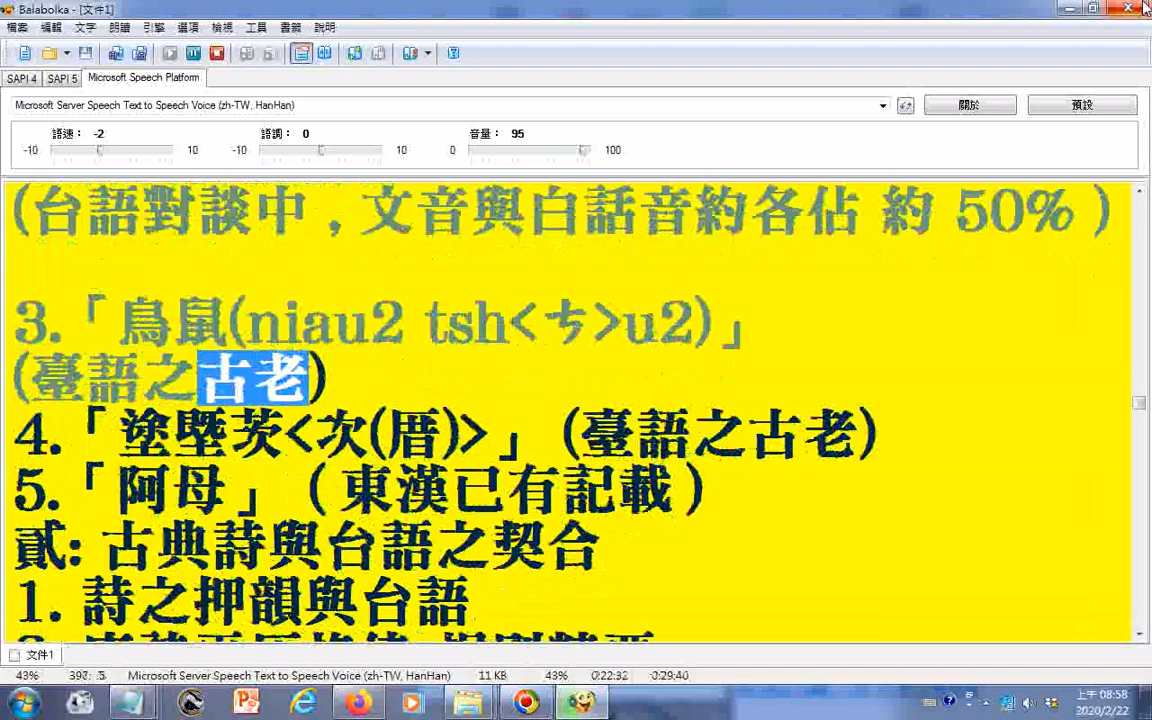 Balabolka - [文件1]
檔案 編輯 文字 朗讀 引擎 選項 檢視 工具 書籤 說明
SAPI 4 SAPI 5 Microsoft Speech Platform
Microsoft Server Speech Text to Speech Voice (zh-TW, HanHan) 關於 預設
語速: -2 語調: 0 音量: 95
-10 10 -10 10 0 100
(台語對談中 , 文音與白話音約各佔 約 50% )
3.「鳥鼠(niau2 tsh<ㄘ>u2)」
(臺語之古老)
4.「塗墼茨<次(厝)>」 (臺語之古老)
5.「阿母」 ( 東漢已有記載 )
貳: 古典詩與台語之契合
1. 詩之押韻與台語
文件1
43% Microsoft Server Speech Text to Speech Voice (zh-TW, HanHan) 11 KB 43% 0:22:32 0:29:40
上午 08:58
2020/2/22